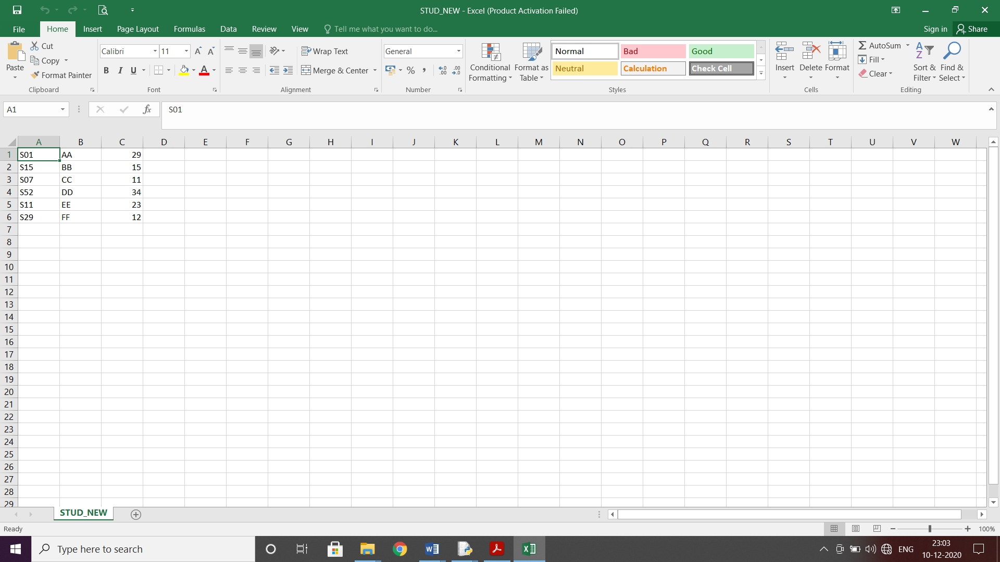 STUD_NEW - Excel (Product Activation Failed)
File Home Insert Page Layout Formulas Data Review View Tell me what you want to do... Sign in Share
Paste
Cut
Copy
Format Painter
Clipboard
Calibri 11
B I U
Font
Wrap Text
Merge & Center
Alignment
General
% ,
Number
Conditional Formatting
Format as Table
Normal Bad Good
Neutral Calculation Check Cell
Styles
Insert Delete Format
Cells
AutoSum
Fill
Clear
Sort & Filter
Find & Select
Editing
A1 fx S01
A B C D E F G H I J K L M N O P Q R S T U V W
1 S01 AA 29
2 S15 BB 15
3 S07 CC 11
4 S52 DD 34
5 S11 EE 23
6 S29 FF 12
7
8
9
10
11
12
13
14
15
16
17
18
19
20
21
22
23
24
25
26
27
28
29
STUD_NEW
Ready 100%
Type here to search ENG 23:03
10-12-2020